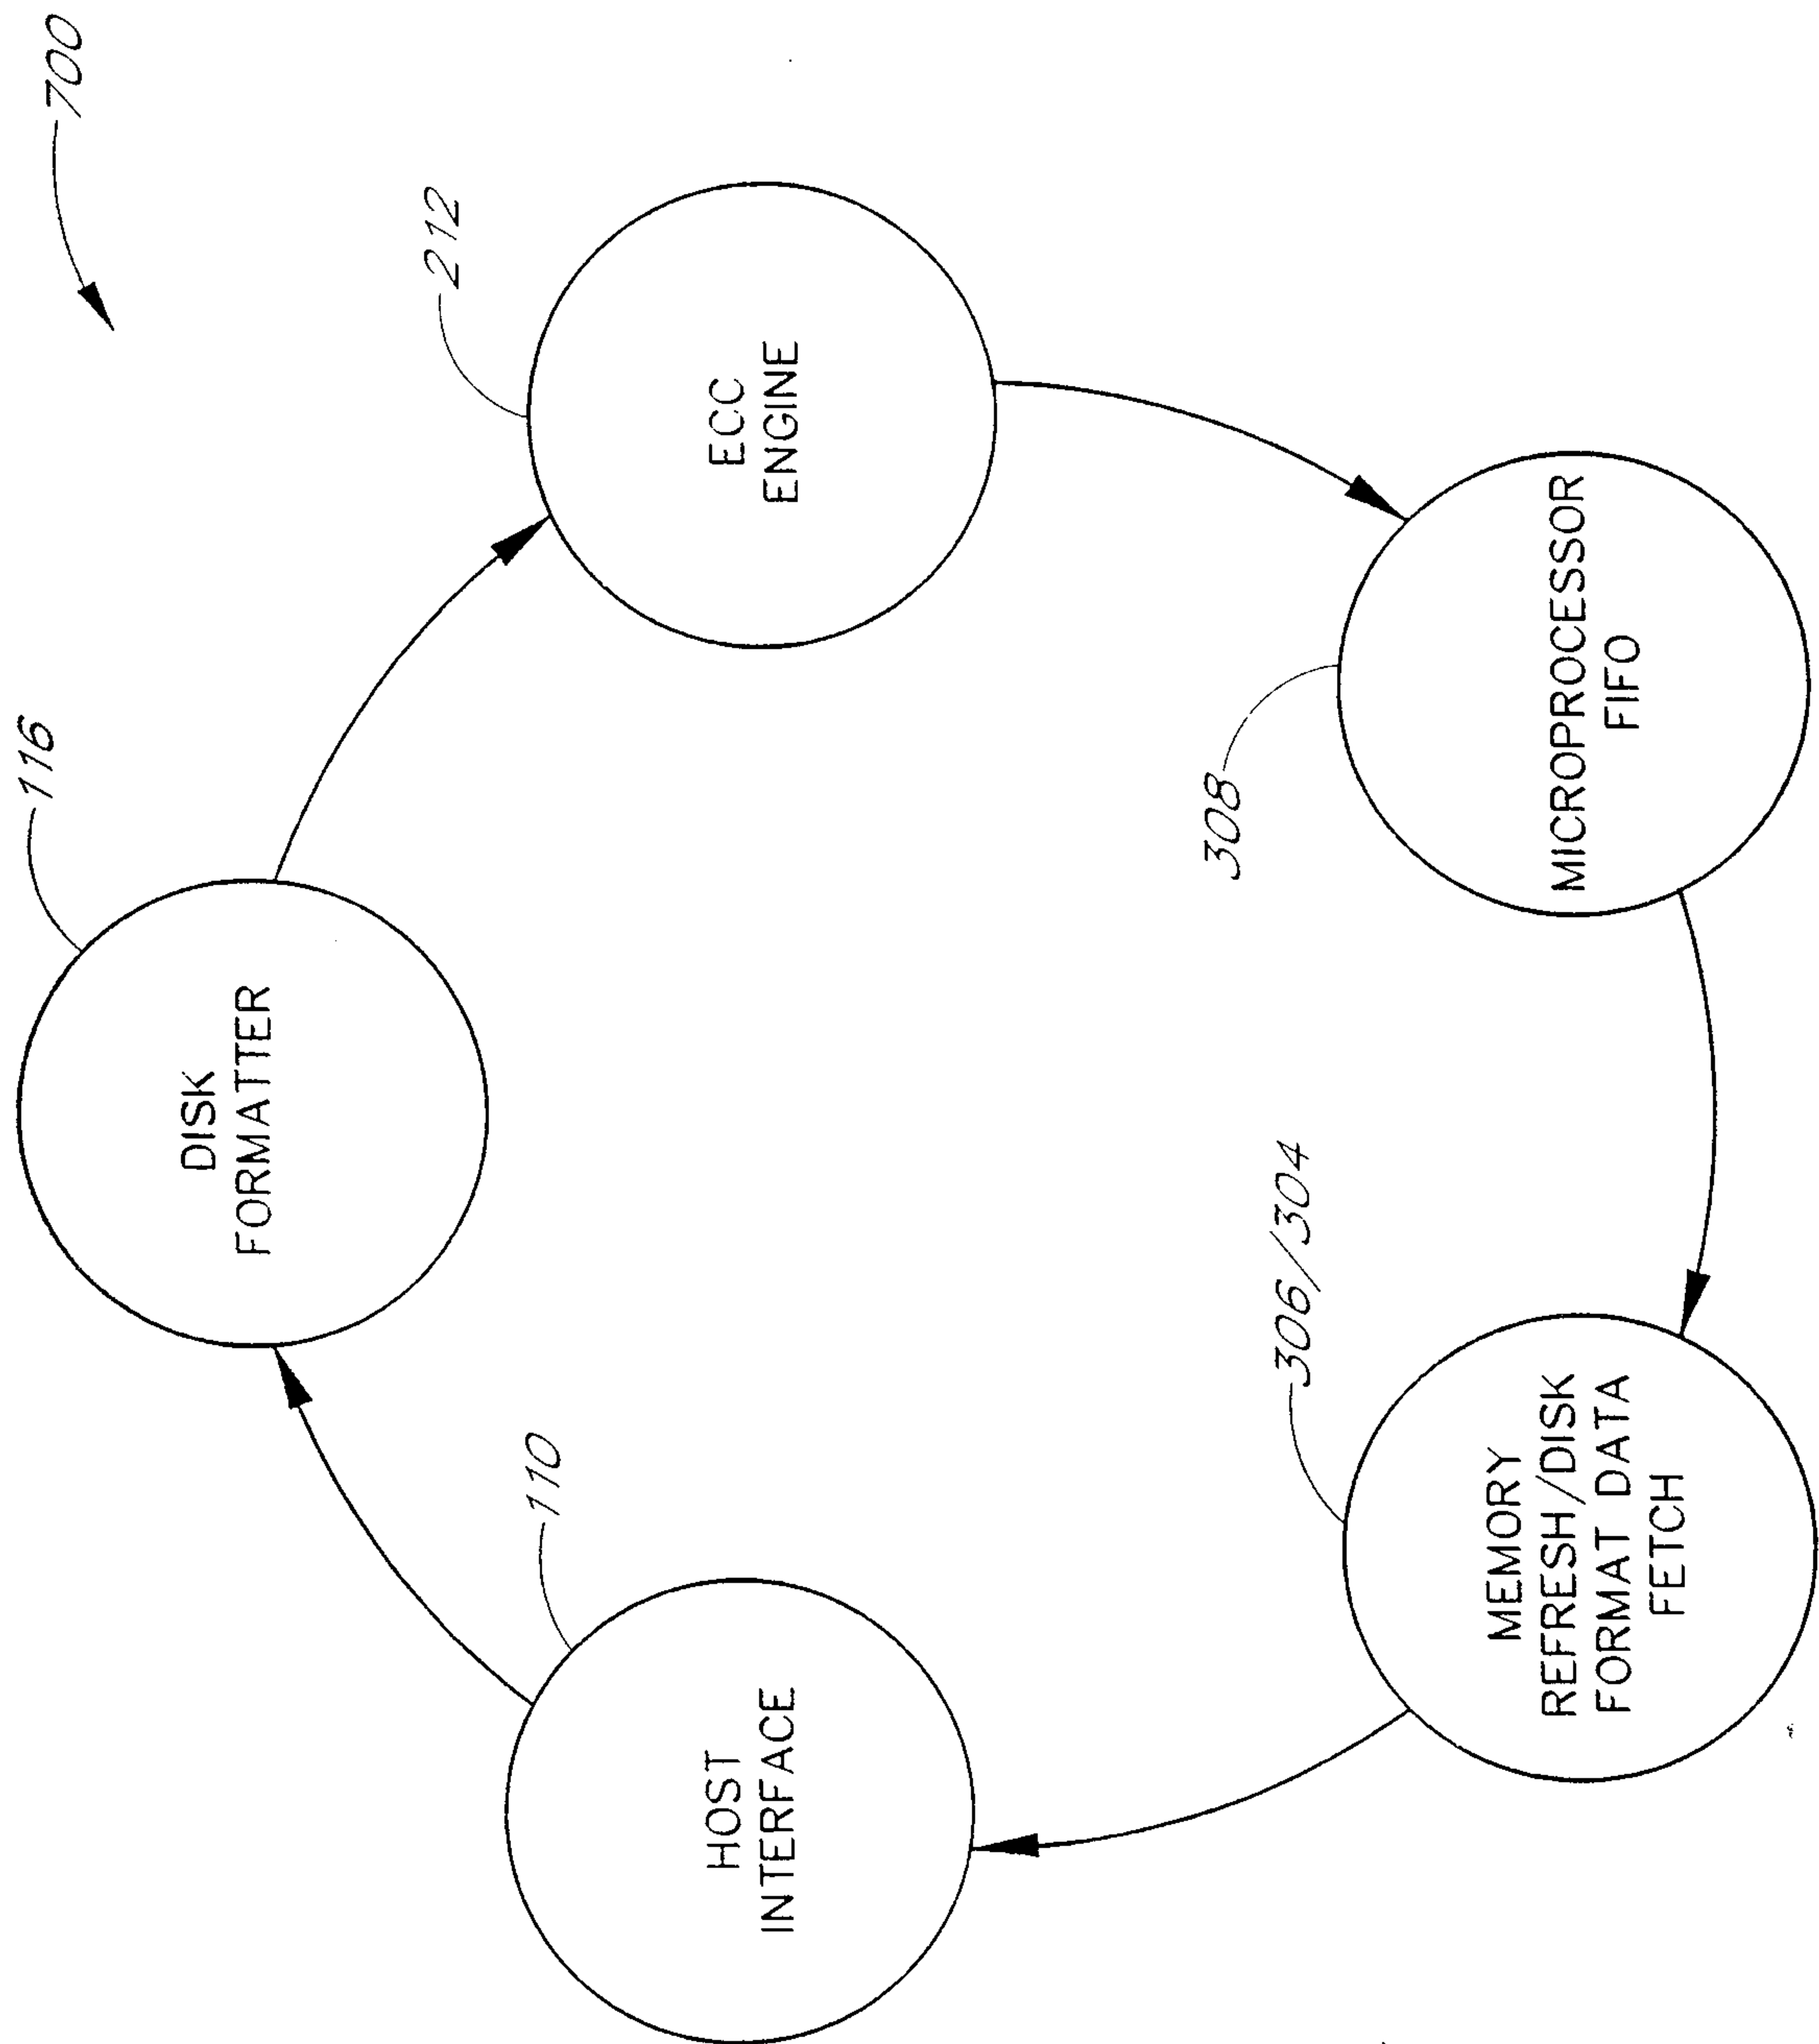 700
116
DISK
FORMATTER
212
ECC
ENGINE
110
HOST
INTERFACE
308
MICROPROCESSOR
FIFO
306/304
MEMORY
REFRESH/DISK
FORMAT DATA
FETCH